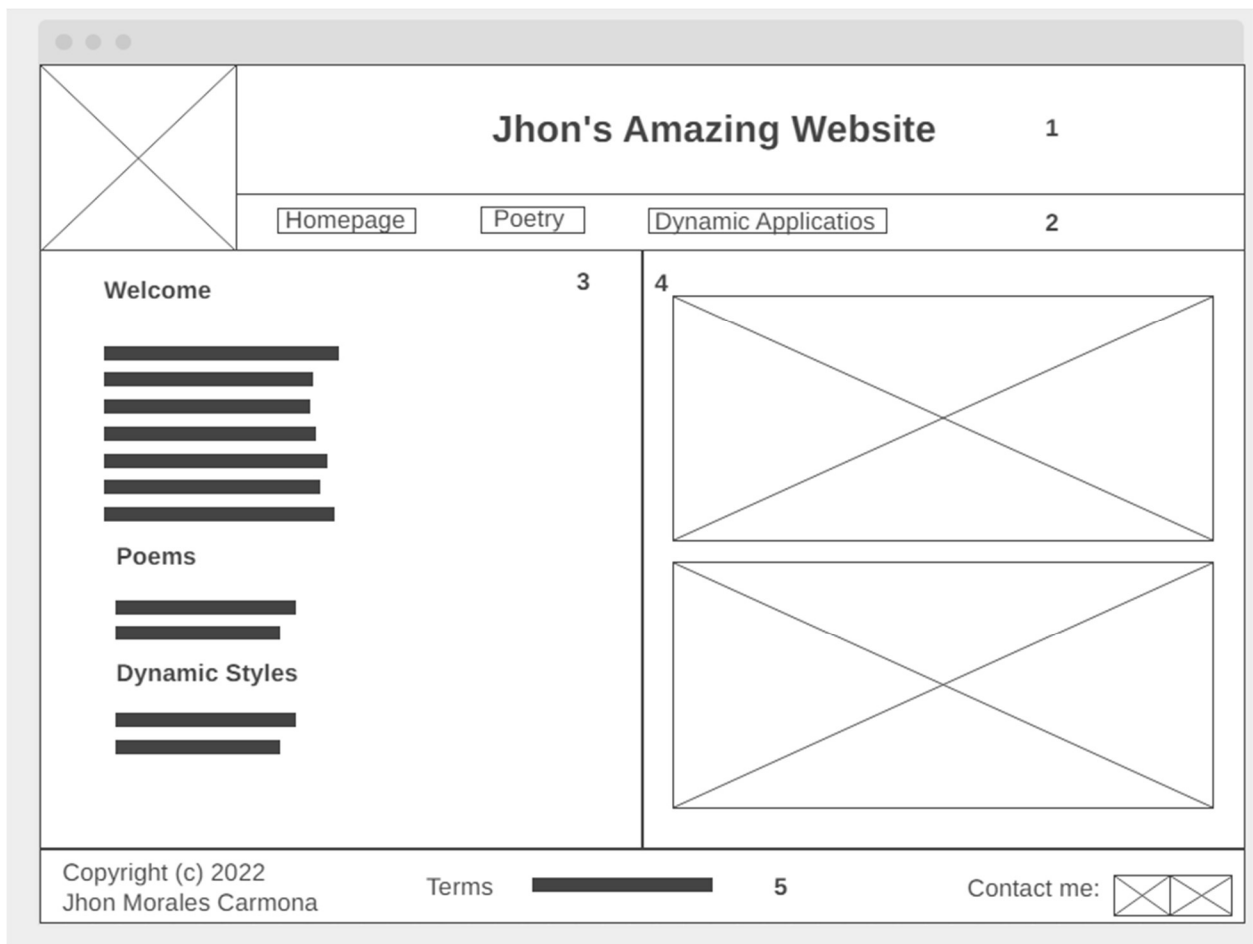 Jhon's Amazing Website
1
Homepage
Poetry
Dynamic Applicatios
2
Welcome
3
Poems
Dynamic Styles
4
Copyright (c) 2022
Jhon Morales Carmona
Terms
5
Contact me: